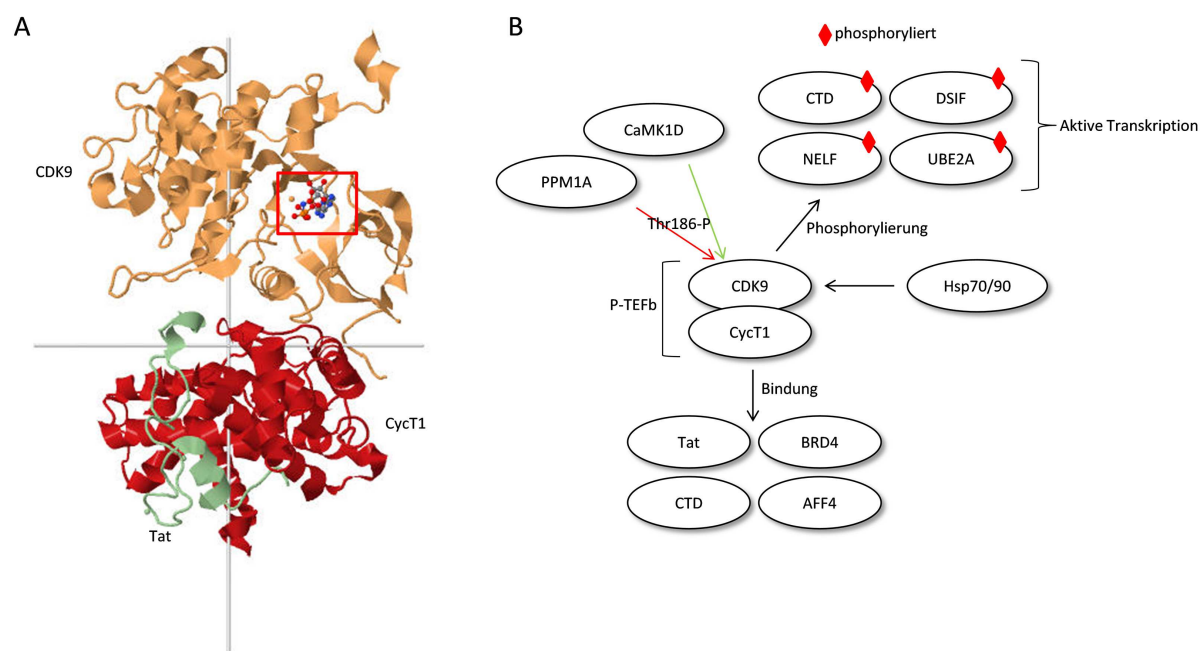 A
CDK9
CycT1
Tat
B
phosphoryliert
CTD
DSIF
NELF
UBE2A
Aktive Transkription
CaMK1D
PPM1A
Thr186-P
Phosphorylierung
P-TEFb
CDK9
CycT1
Hsp70/90
Bindung
Tat
BRD4
CTD
AFF4